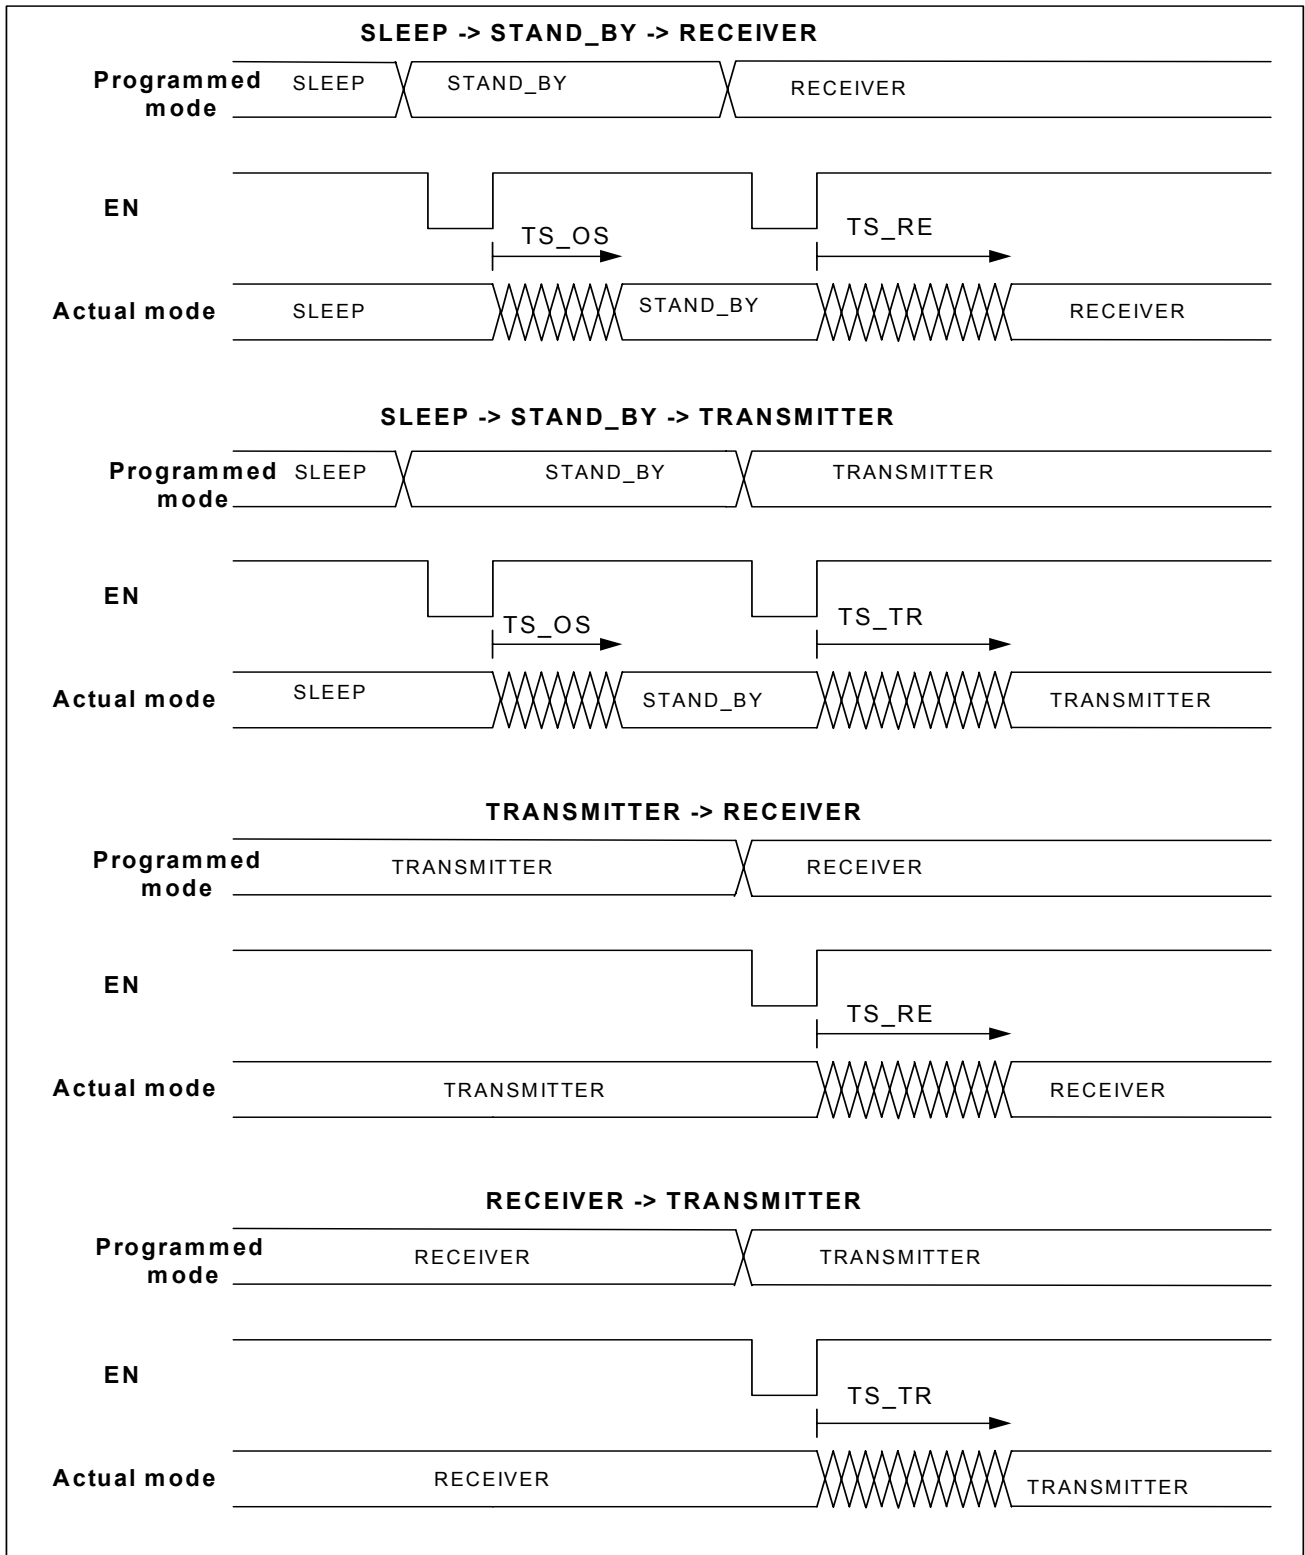 SLEEP -> STAND_BY -> RECEIVER
Programmed mode
SLEEP
STAND_BY
RECEIVER
EN
TS_OS
TS_RE
Actual mode
SLEEP
STAND_BY
RECEIVER
SLEEP -> STAND_BY -> TRANSMITTER
Programmed mode
SLEEP
STAND_BY
TRANSMITTER
EN
TS_OS
TS_TR
Actual mode
SLEEP
STAND_BY
TRANSMITTER
TRANSMITTER -> RECEIVER
Programmed mode
TRANSMITTER
RECEIVER
EN
TS_RE
Actual mode
TRANSMITTER
RECEIVER
RECEIVER -> TRANSMITTER
Programmed mode
RECEIVER
TRANSMITTER
EN
TS_TR
Actual mode
RECEIVER
TRANSMITTER